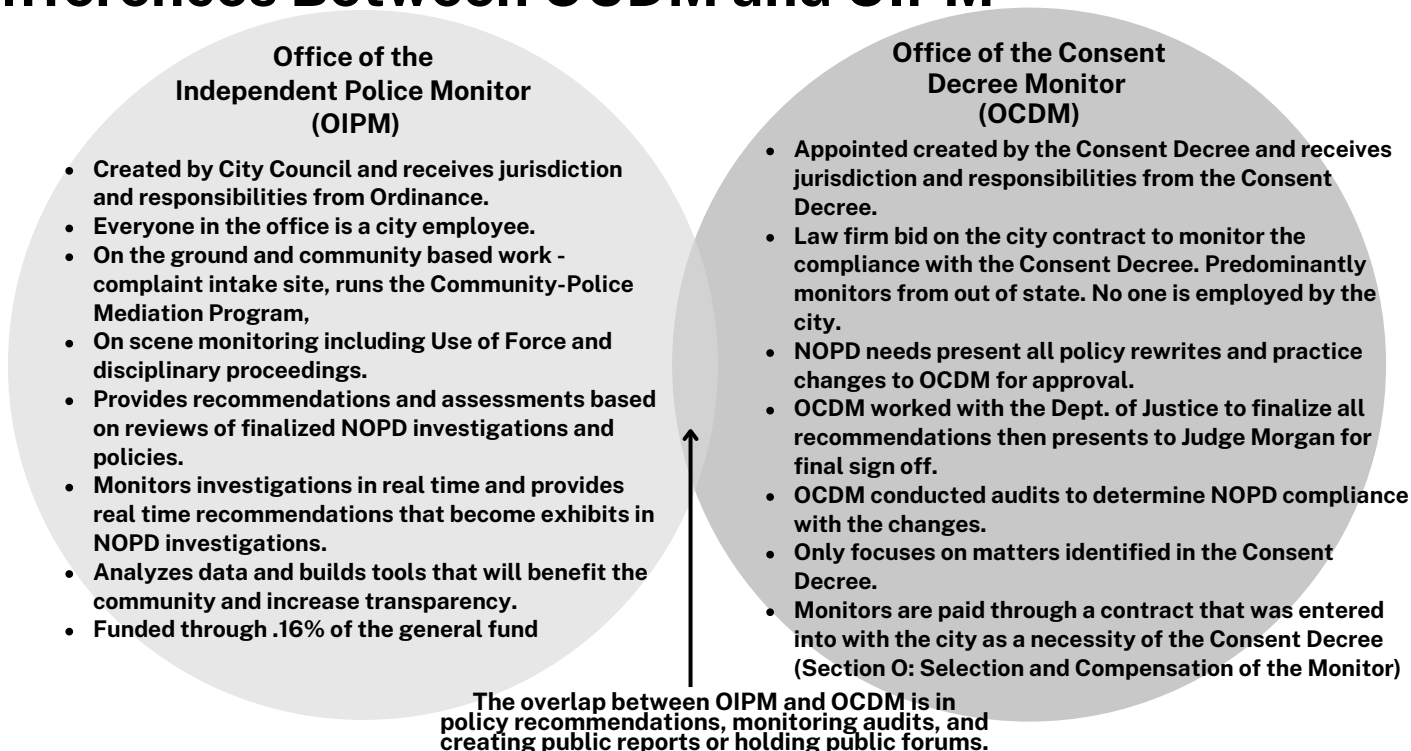 Differences Between OCDM and OIPM
Office of the
Independent Police Monitor
(OIPM)
• Created by City Council and receives jurisdiction
and responsibilities from Ordinance.
• Everyone in the office is a city employee.
• On the ground and community based work -
complaint intake site, runs the Community-Police
Mediation Program,
• On scene monitoring including Use of Force and
disciplinary proceedings.
• Provides recommendations and assessments based
on reviews of finalized NOPD investigations and
policies.
• Monitors investigations in real time and provides
real time recommendations that become exhibits in
NOPD investigations.
• Analyzes data and builds tools that will benefit the
community and increase transparency.
• Funded through .16% of the general fund
Office of the Consent
Decree Monitor
(OCDM)
• Appointed created by the Consent Decree and receives
jurisdiction and responsibilities from the Consent
Decree.
• Law firm bid on the city contract to monitor the
compliance with the Consent Decree. Predominantly
monitors from out of state. No one is employed by the
city.
• NOPD needs present all policy rewrites and practice
changes to OCDM for approval.
• OCDM worked with the Dept. of Justice to finalize all
recommendations then presents to Judge Morgan for
final sign off.
• OCDM conducted audits to determine NOPD compliance
with the changes.
• Only focuses on matters identified in the Consent
Decree.
• Monitors are paid through a contract that was entered
into with the city as a necessity of the Consent Decree
(Section O: Selection and Compensation of the Monitor)
The overlap between OIPM and OCDM is in
policy recommendations, monitoring audits, and
creating public reports or holding public forums.